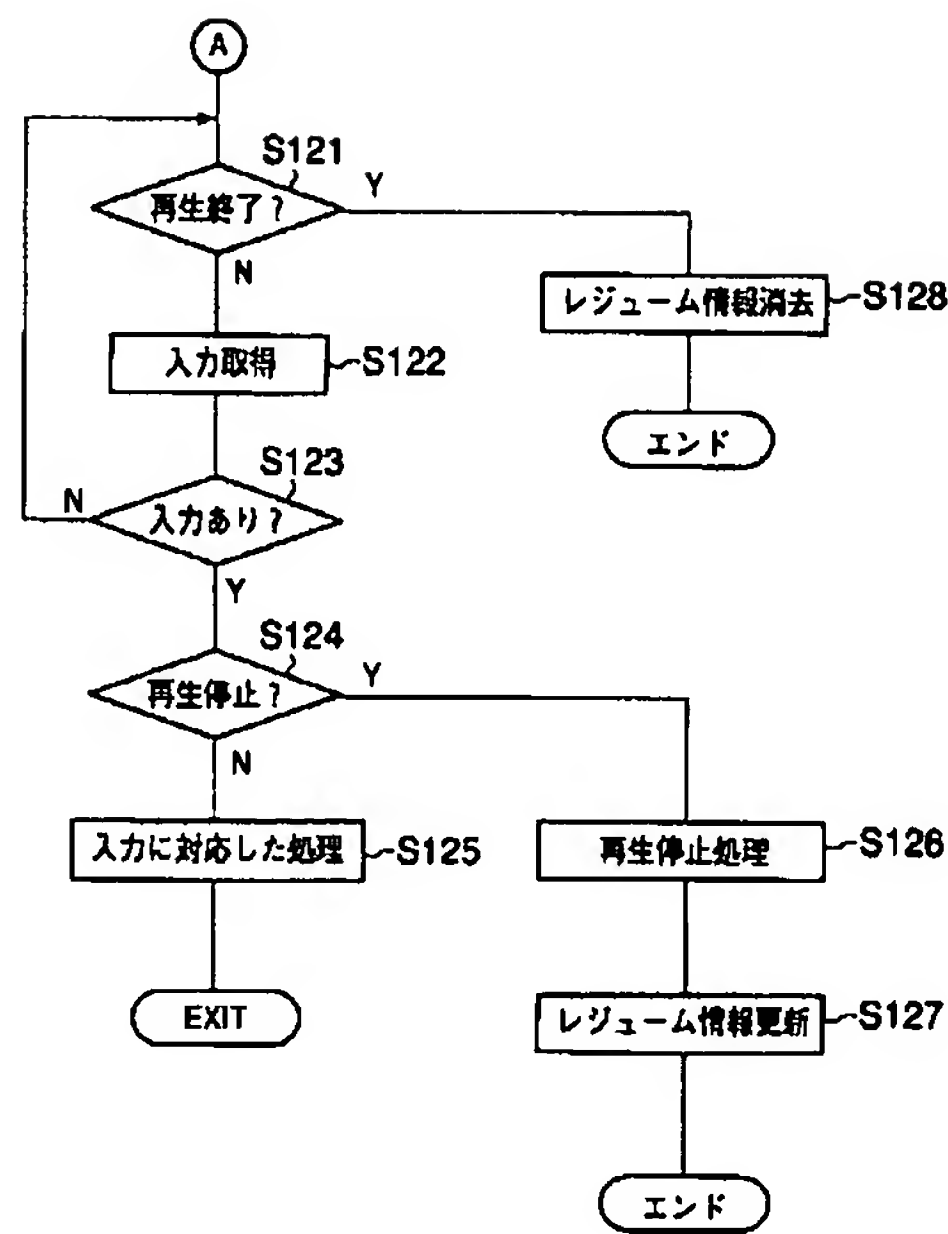 A
S121
再生終了？
Y
N
レジューム情報消去
S128
入力取得
S122
エンド
S123
N
入力あり？
Y
S124
再生停止？
Y
N
入力に対応した処理
S125
再生停止処理
S126
EXIT
レジューム情報更新
S127
エンド